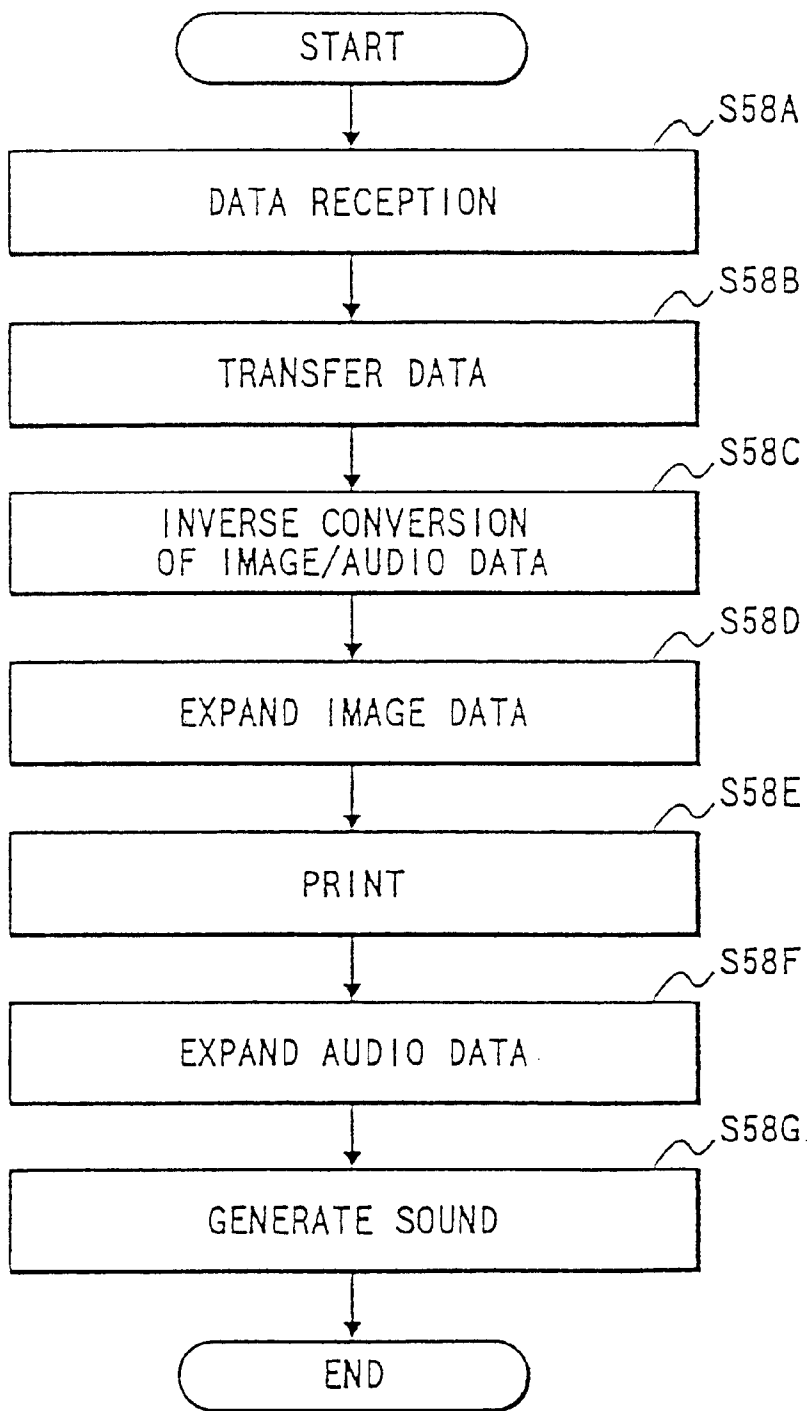 START
S58A
DATA RECEPTION
S58B
TRANSFER DATA
S58C
INVERSE CONVERSION
OF IMAGE/AUDIO DATA
S58D
EXPAND IMAGE DATA
S58E
PRINT
S58F
EXPAND AUDIO DATA
S58G
GENERATE SOUND
END